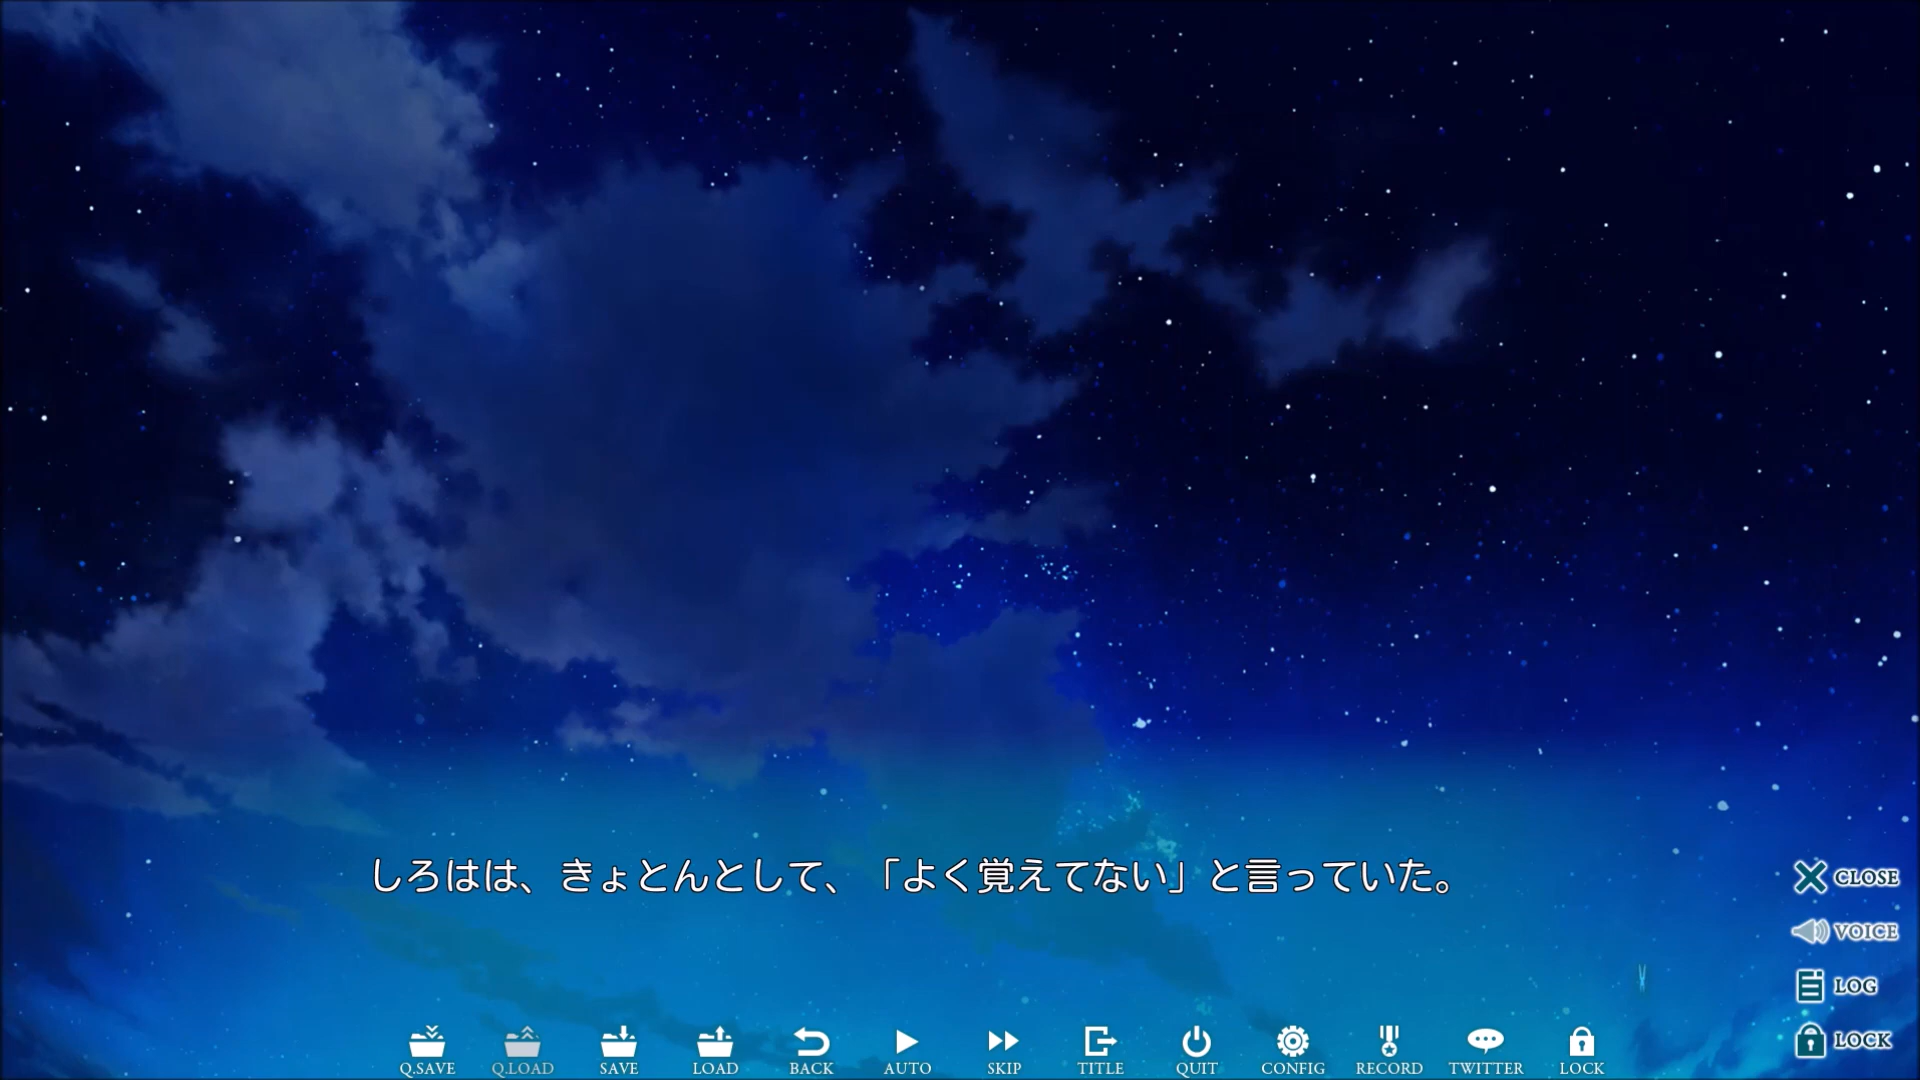 しろはは、きょとんとして、「よく覚えてない」と言っていた。
CLOSE
VOICE
LOG
LOCK
Q.SAVE Q.LOAD SAVE LOAD BACK AUTO SKIP TITLE QUIT CONFIG RECORD TWITTER LOCK